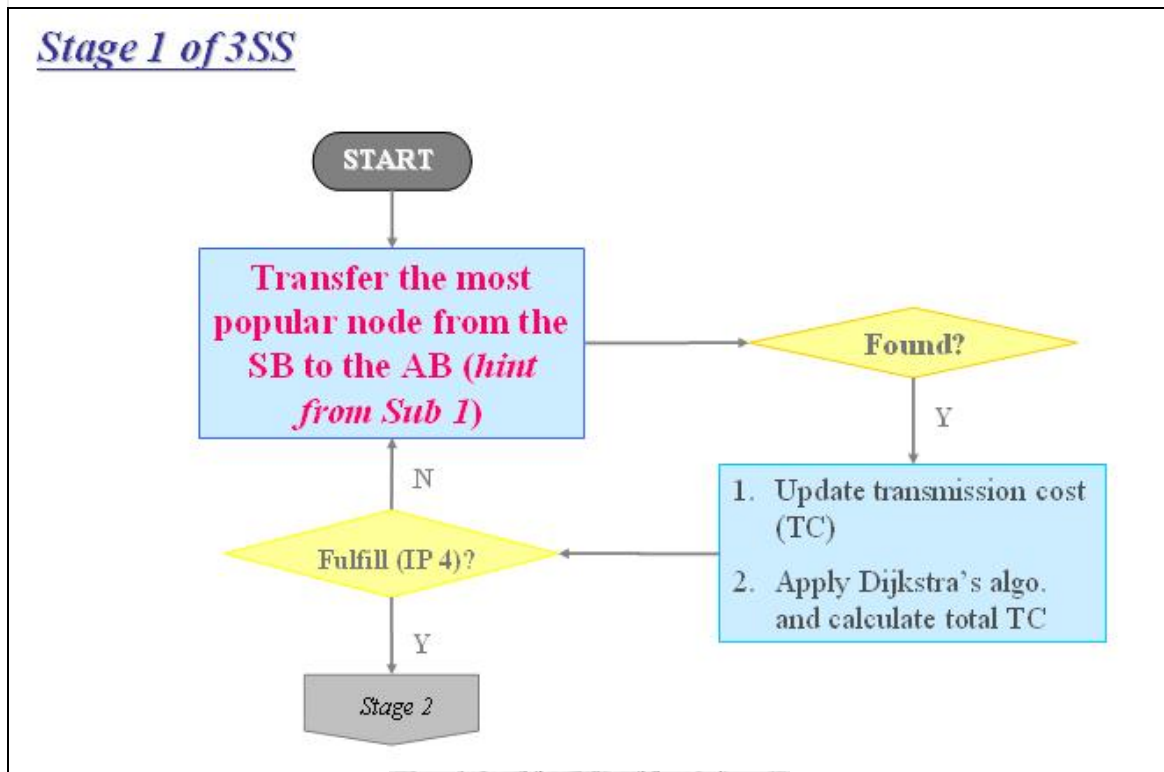 Stage 1 of 3SS
START
Transfer the most
popular node from the
SB to the AB (hint
from Sub 1)
Found?
Y
1. Update transmission cost
(TC)
2. Apply Dijkstra's algo.
and calculate total TC
Fulfill (IP 4)?
N
Y
Stage 2